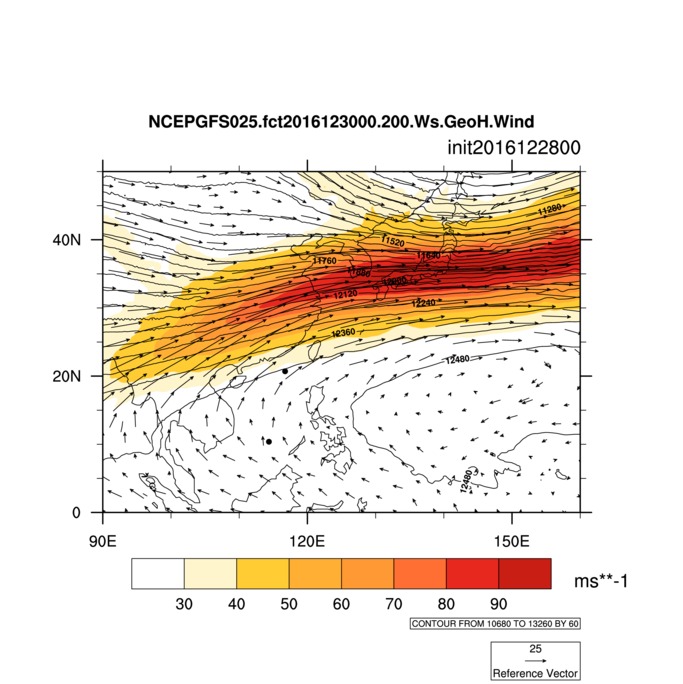 NCEPGFS025.fct2016123000.200.Ws.GeoH.Wind
init2016122800
11280
40N
11520
11760
11640
12120
12240
12360
12480
20N
12480
0
90E 120E 150E
ms**-1
30 40 50 60 70 80 90
CONTOUR FROM 10680 TO 13260 BY 60
25
Reference Vector